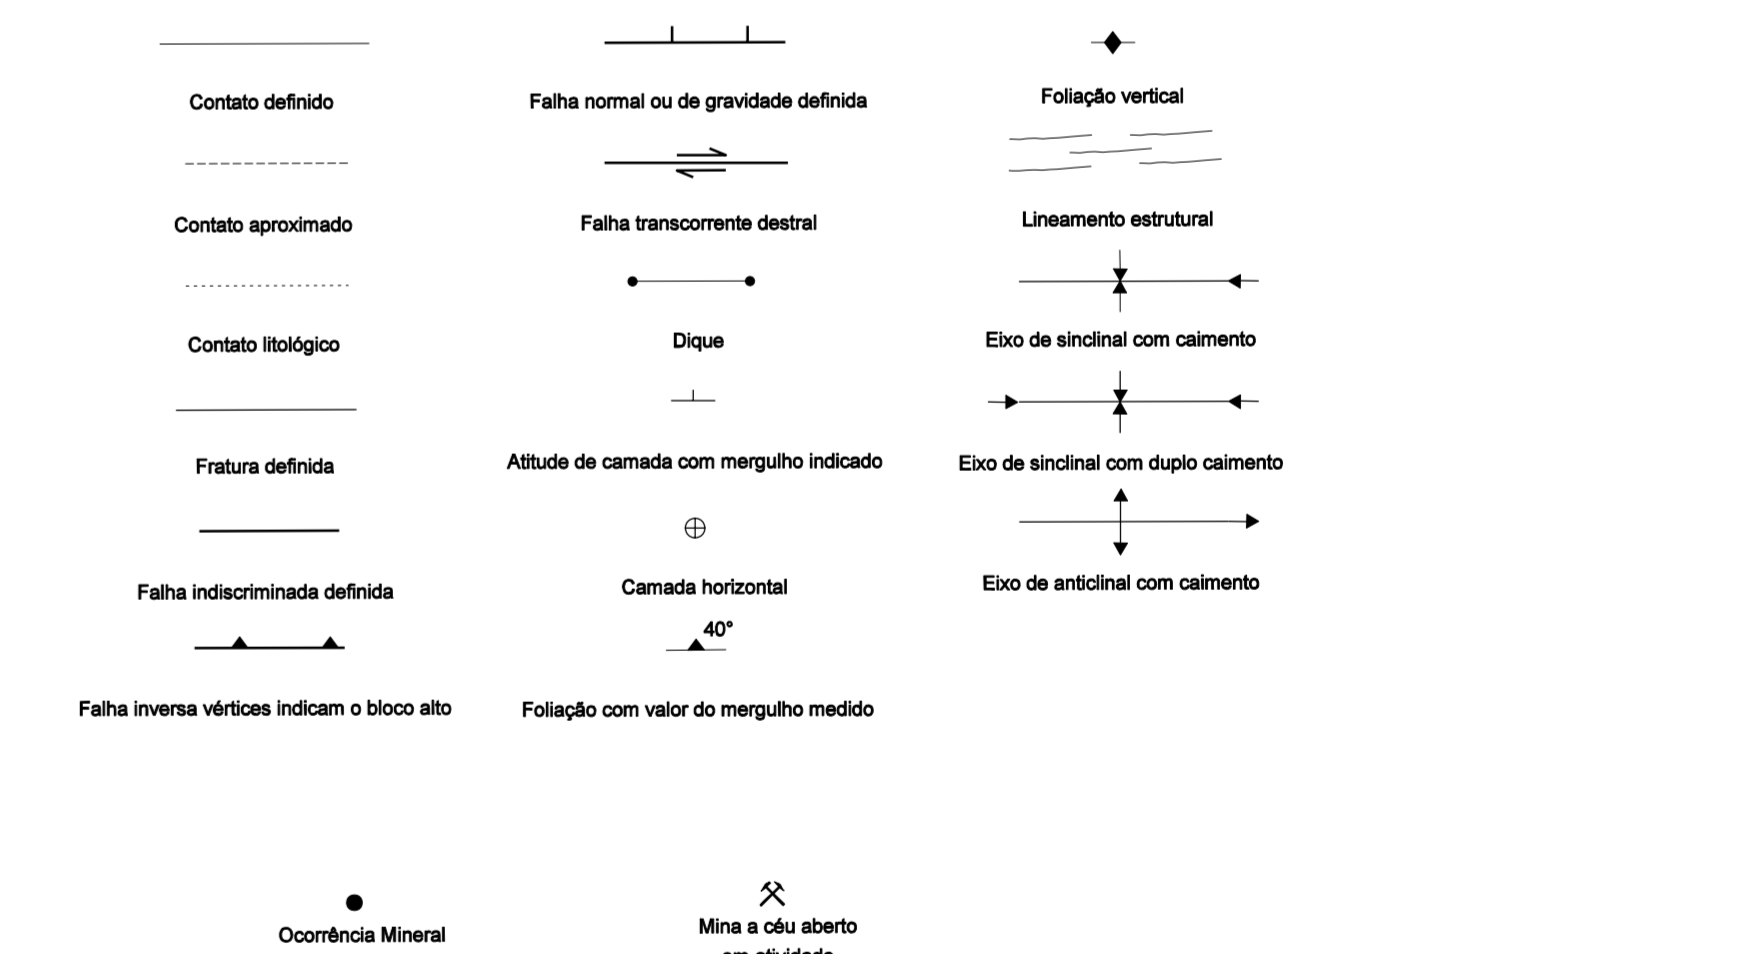 Contato definido
Contato aproximado
Contato litológico
Fratura definida
Falha indiscriminada definida
Falha inversa vértices indicam o bloco alto
Falha normal ou de gravidade definida
Falha transcorrente destral
Dique
Atitude de camada com mergulho indicado
Camada horizontal
40°
Foliação com valor do mergulho medido
Foliação vertical
Lineamento estrutural
Eixo de sinclinal com caimento
Eixo de sinclinal com duplo caimento
Eixo de anticlinal com caimento
Ocorrência Mineral
Mina a céu aberto
em atividade